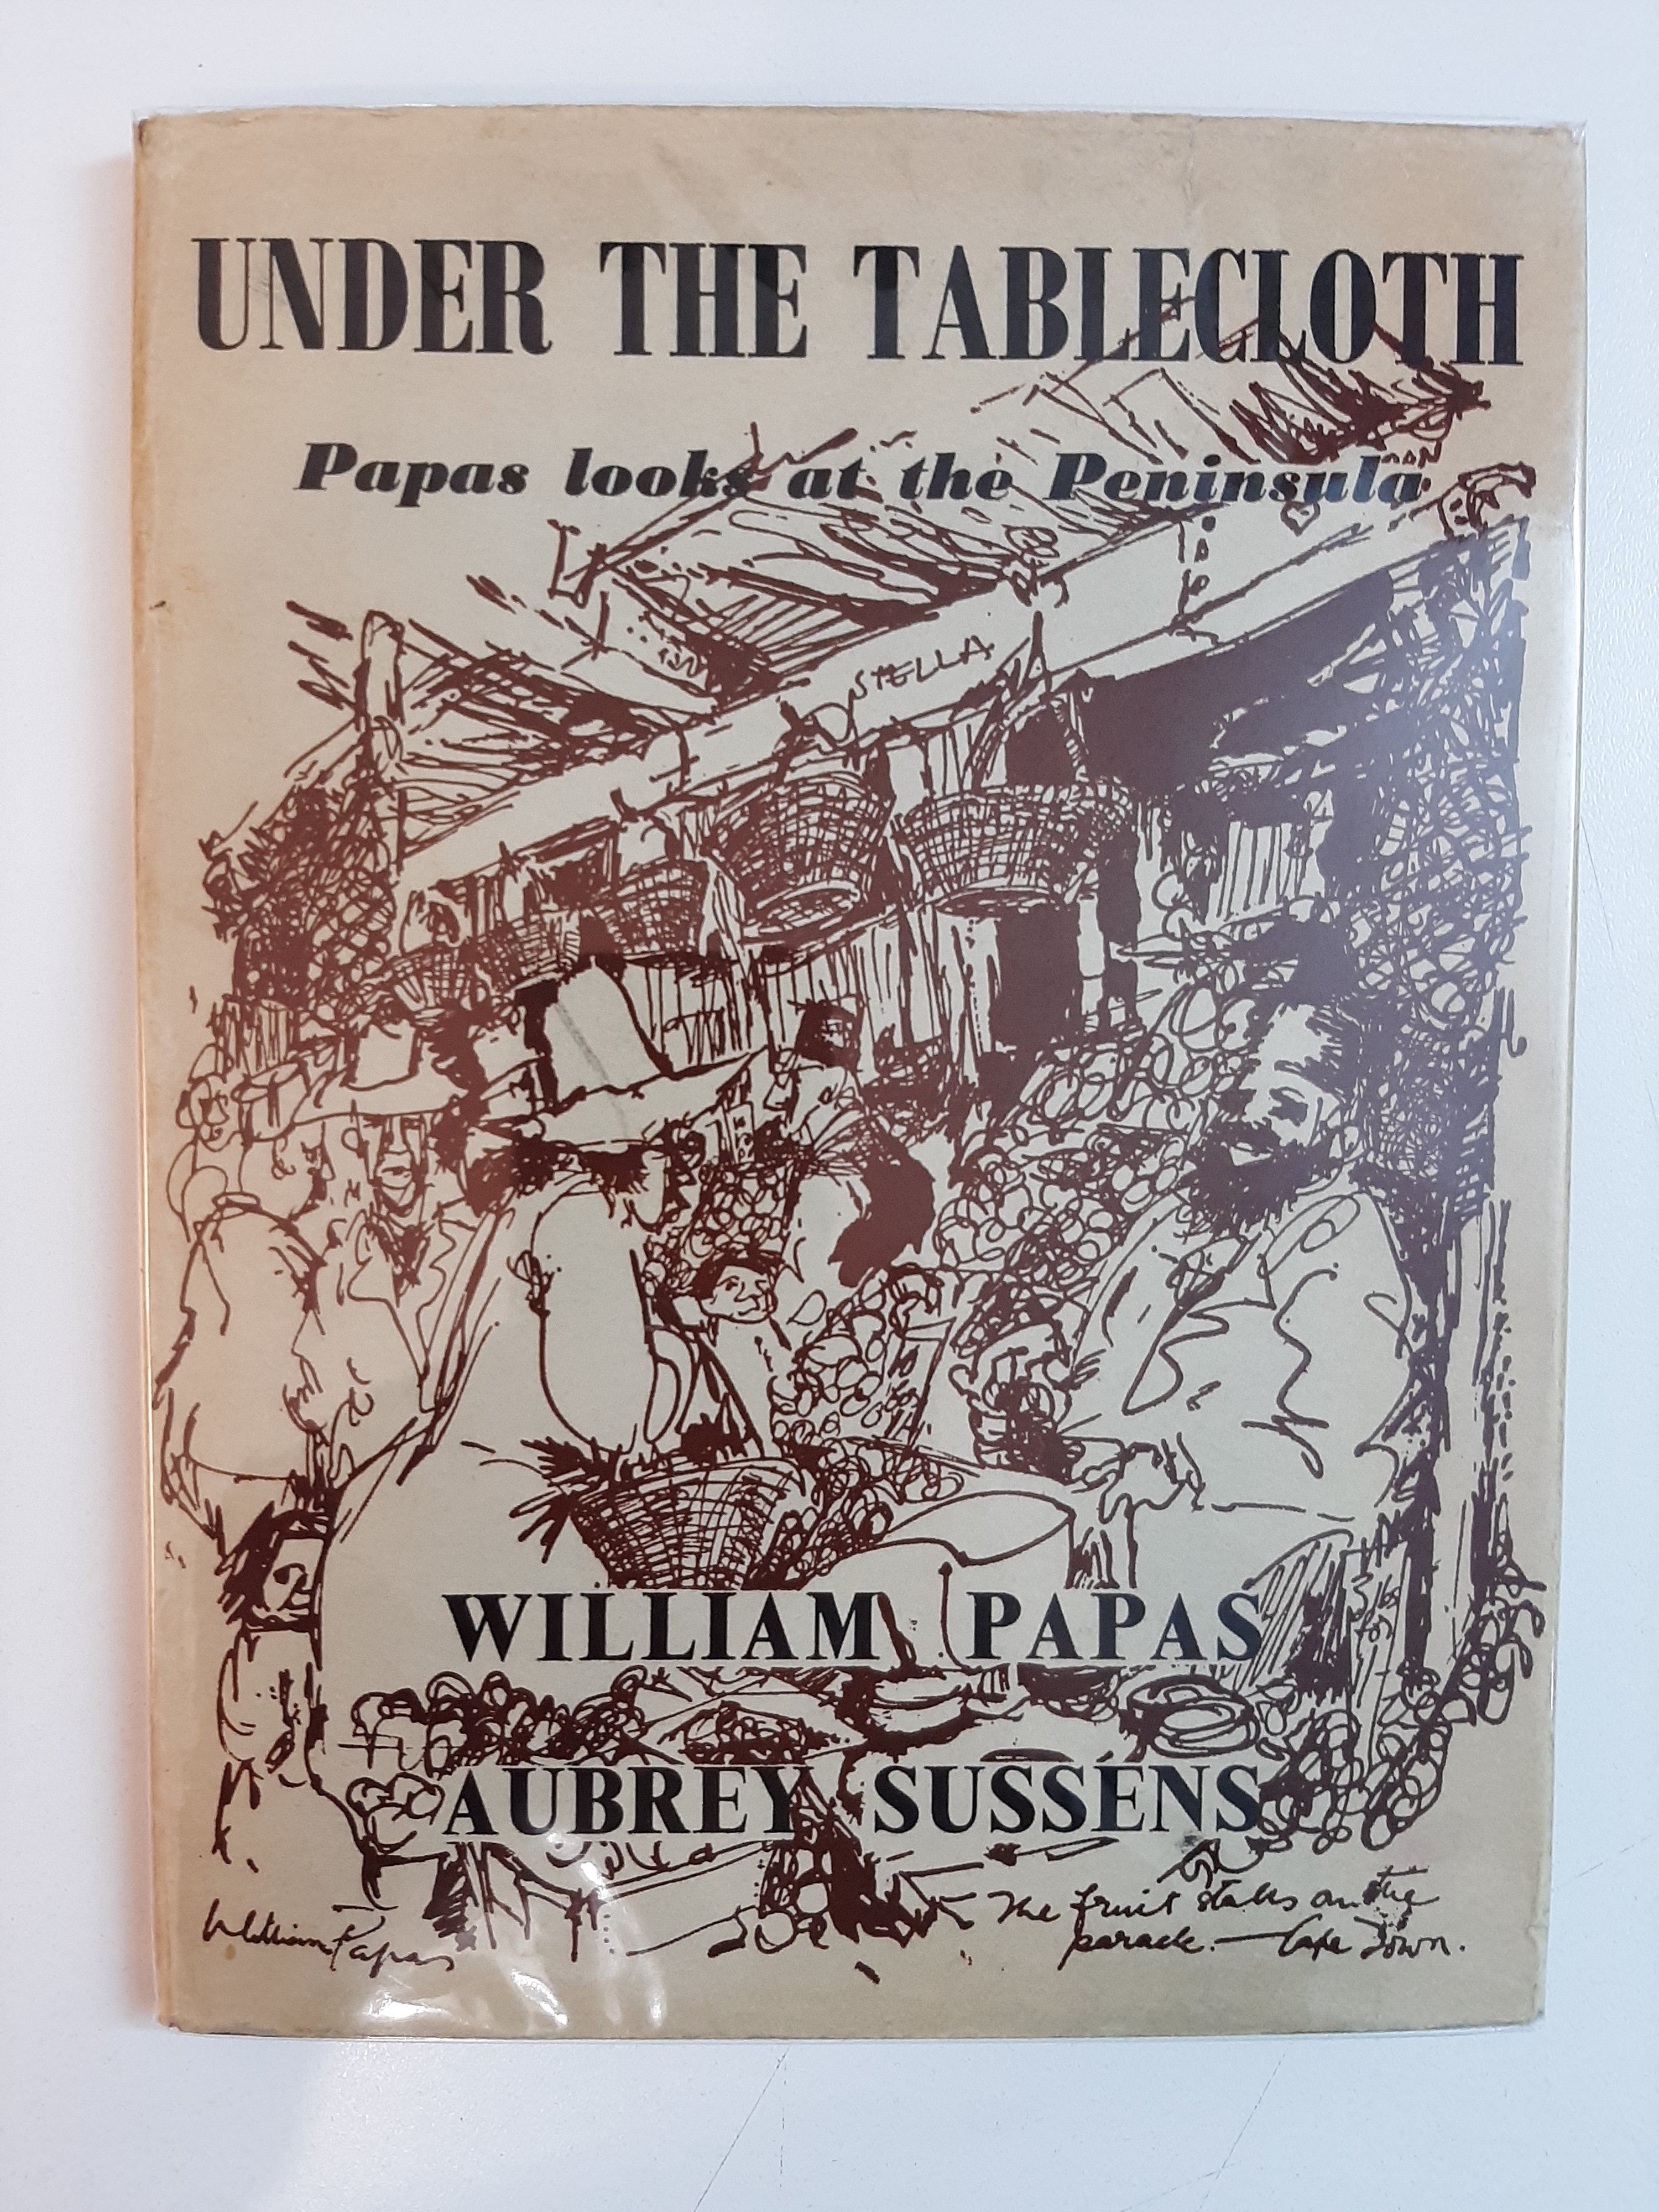 UNDER THE TABLECLOTH
Papas looks at the Peninsula
STELLA
WILLIAM PAPAS
AUBREY SUSSÉNS
William Papas
The fruit stalls on the
parade. — Cape Town.